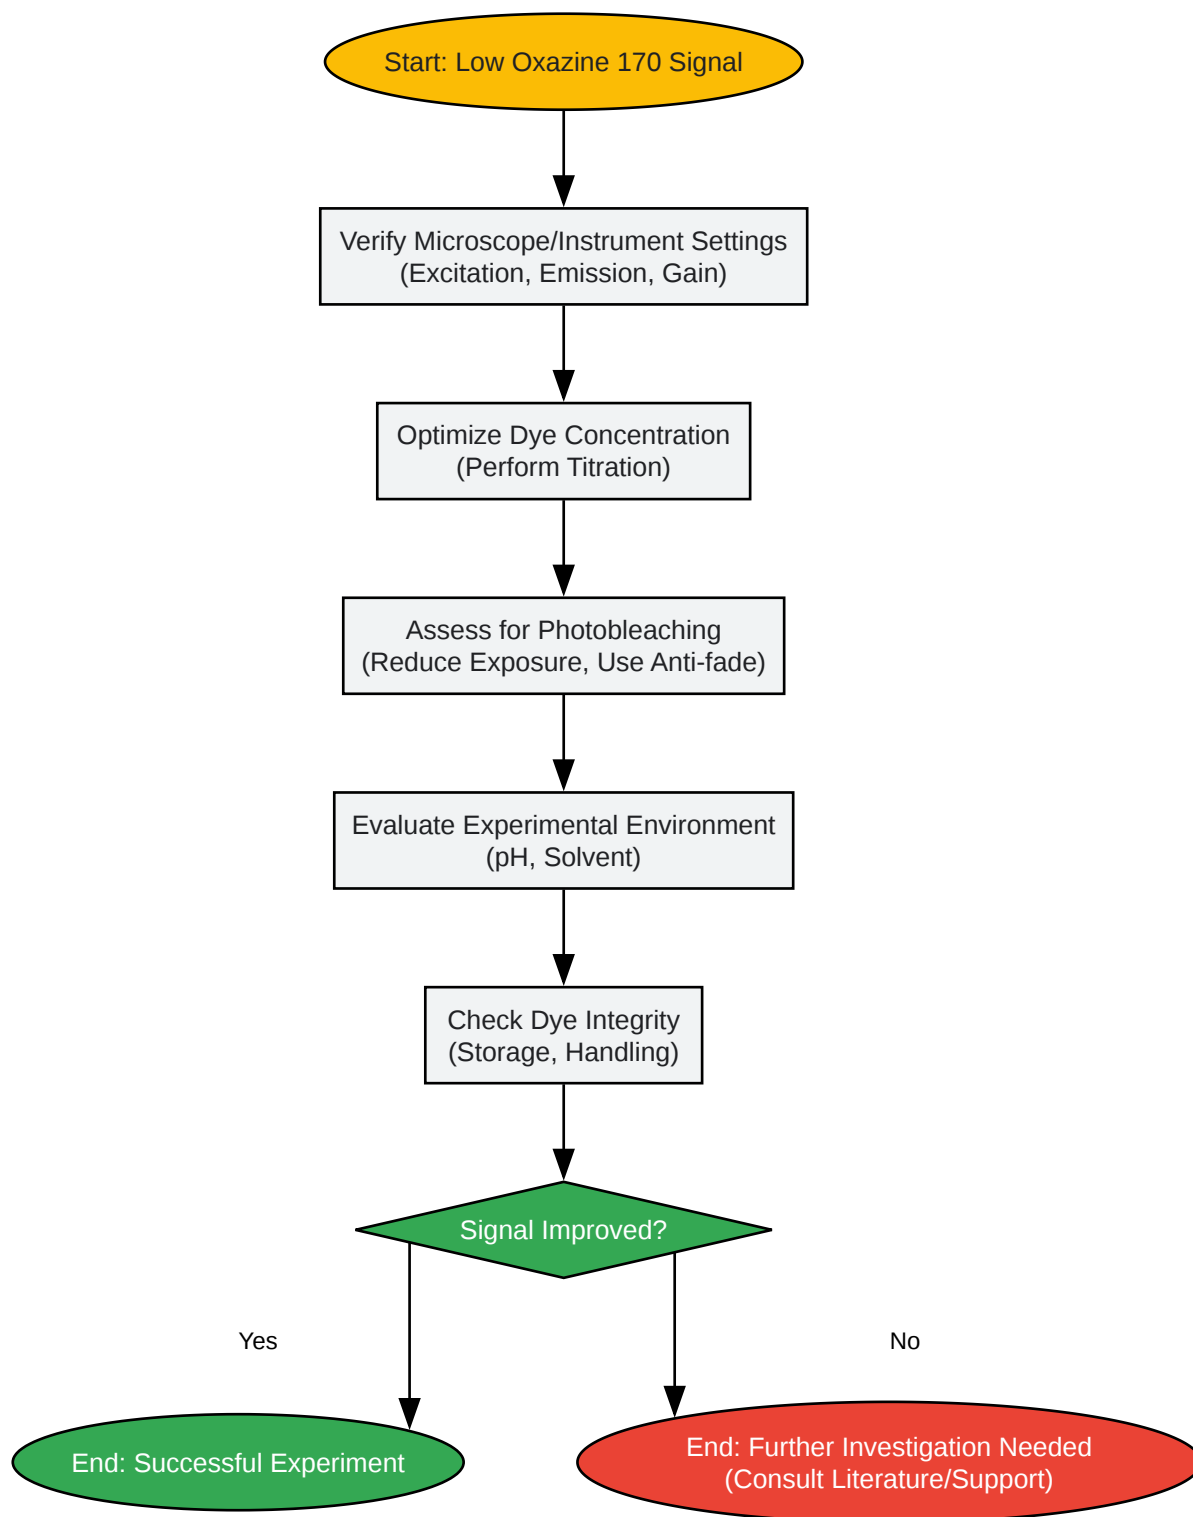 Start: Low Oxazine 170 Signal
Verify Microscope/Instrument Settings
(Excitation, Emission, Gain)
Optimize Dye Concentration
(Perform Titration)
Assess for Photobleaching
(Reduce Exposure, Use Anti-fade)
Evaluate Experimental Environment
(pH, Solvent)
Check Dye Integrity
(Storage, Handling)
Signal Improved?
Yes
No
End: Successful Experiment
End: Further Investigation Needed
(Consult Literature/Support)